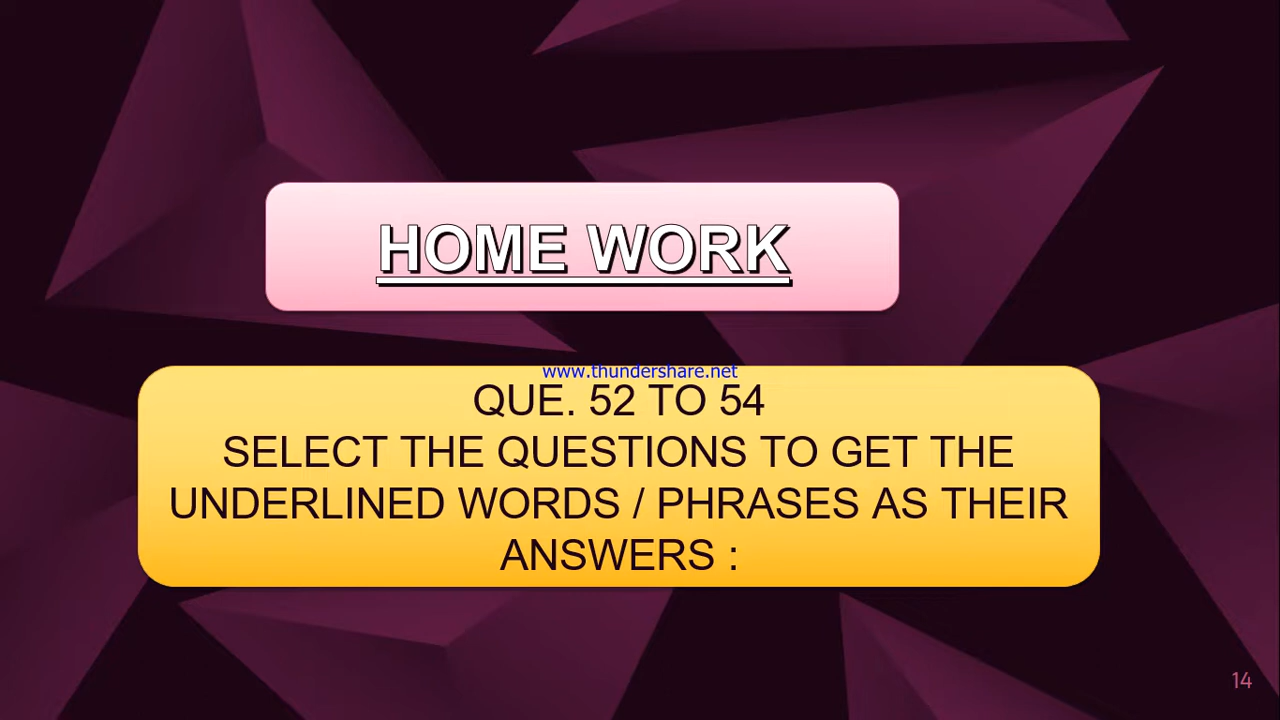 HOME WORK
www.thundershare.net
QUE. 52 TO 54
SELECT THE QUESTIONS TO GET THE
UNDERLINED WORDS / PHRASES AS THEIR
ANSWERS :
14